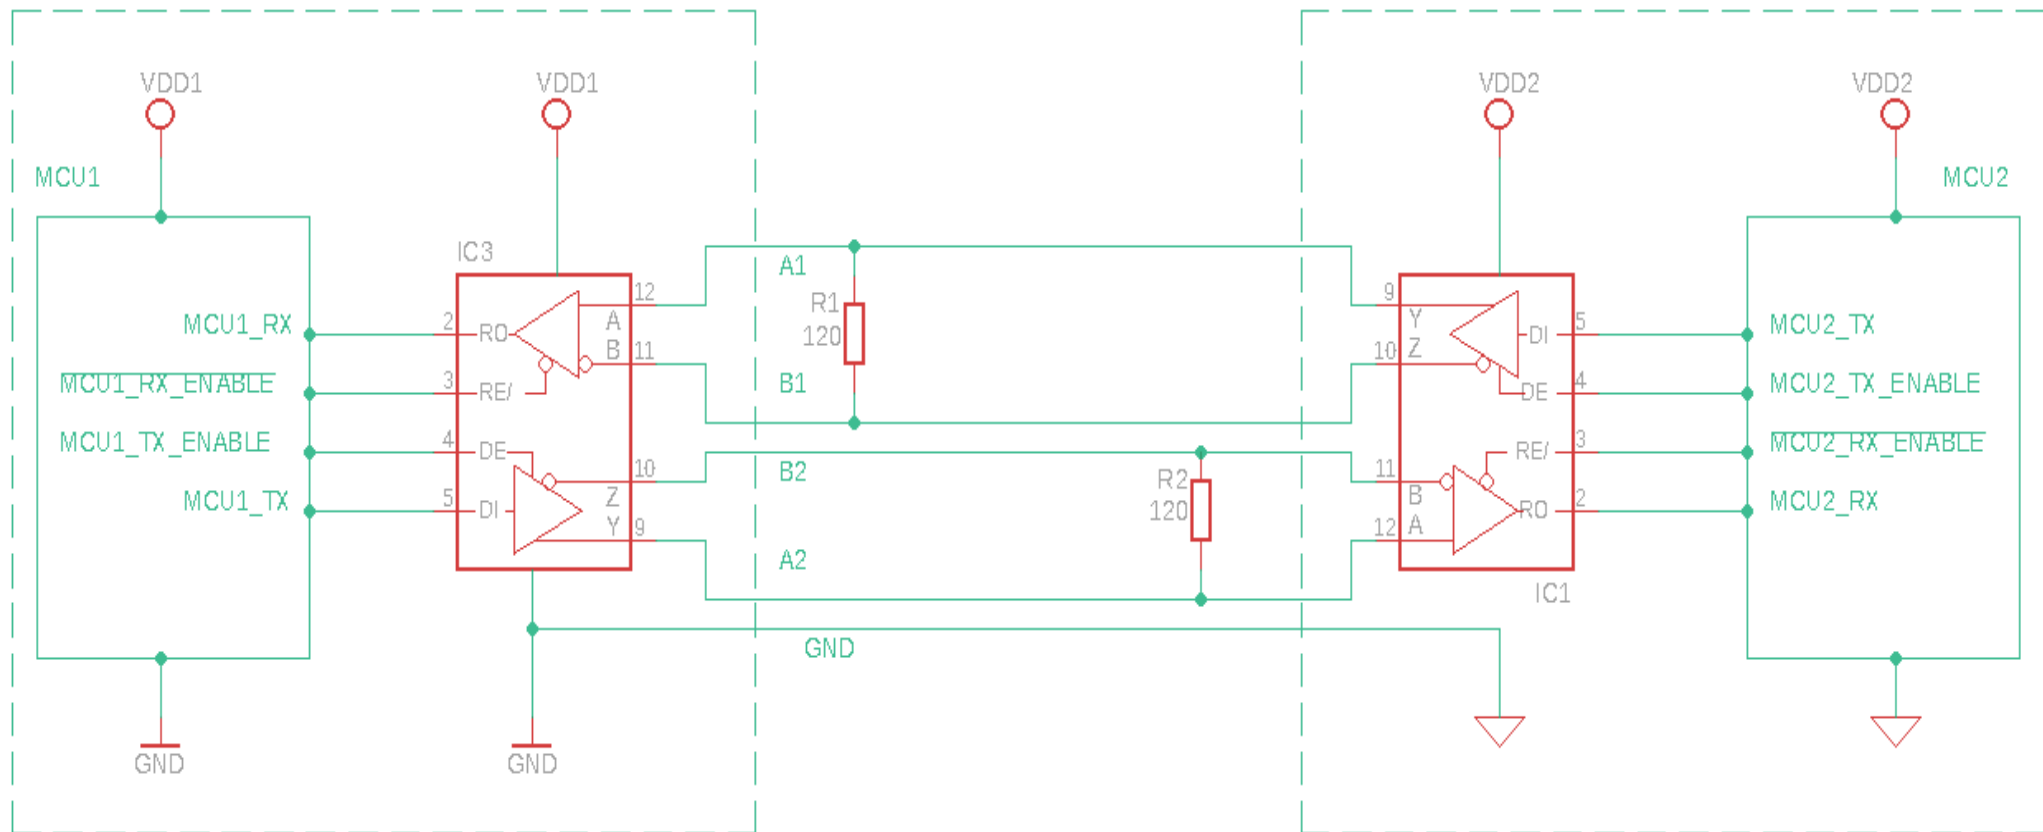 VDD1
VDD1
VDD2
VDD2
MCU1
MCU2
IC3
A1
R1
120
B1
B2
R2
120
A2
GND
MCU1_RX
MCU1_RX_ENABLE
MCU1_TX_ENABLE
MCU1_TX
2
3
4
5
RO
RE/
DE
DI
A
B
Z
Y
12
11
10
9
9
10
11
12
Y
Z
B
A
DI
DE
RE/
RO
5
4
3
2
MCU2_TX
MCU2_TX_ENABLE
MCU2_RX_ENABLE
MCU2_RX
IC1
GND
GND